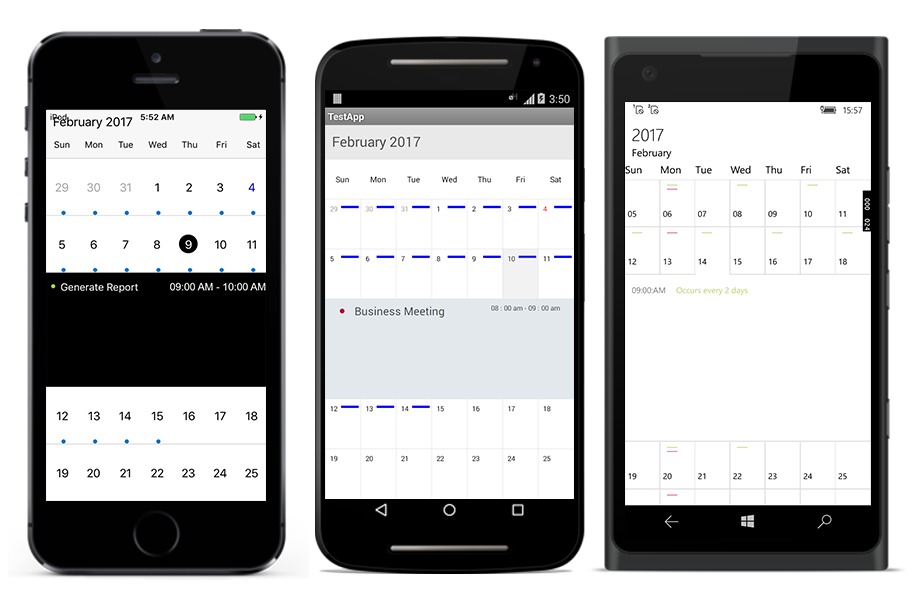 iPod
5:52 AM
February 2017
Sun Mon Tue Wed Thu Fri Sat
29 30 31 1 2 3 4
5 6 7 8 9 10 11
Generate Report 09:00 AM - 10:00 AM
12 13 14 15 16 17 18
19 20 21 22 23 24 25
3:50
TestApp
February 2017
Sun Mon Tue Wed Thu Fri Sat
29 30 31 1 2 3 4
5 6 7 8 9 10 11
Business Meeting 08 : 00 am - 09 : 00 am
12 13 14 15 16 17 18
19 20 21 22 23 24 25
15:57
2017
February
Sun Mon Tue Wed Thu Fri Sat
05 06 07 08 09 10 11
000 024
12 13 14 15 16 17 18
09:00:AM Occurs every 2 days
19 20 21 22 23 24 25